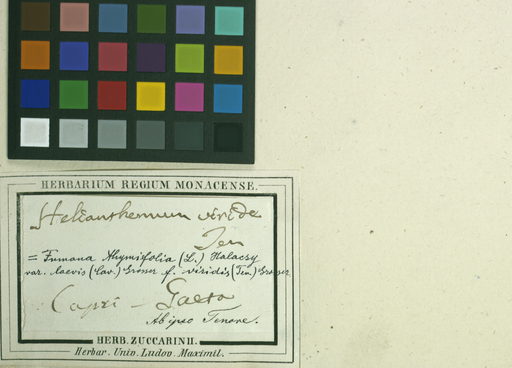 HERBARIUM REGIUM MONACENSE.
Helianthemum viride
Ten
= Fumana thymifolia (L.) Halacsy
var. laevis (Cav.) Grosser f. viridis (Ten.) Grosser
Capri – Gaeta
Ab ipso Tenore.
HERB. ZUCCARINII.
Herbar. Univ. Ludov. Maximil.